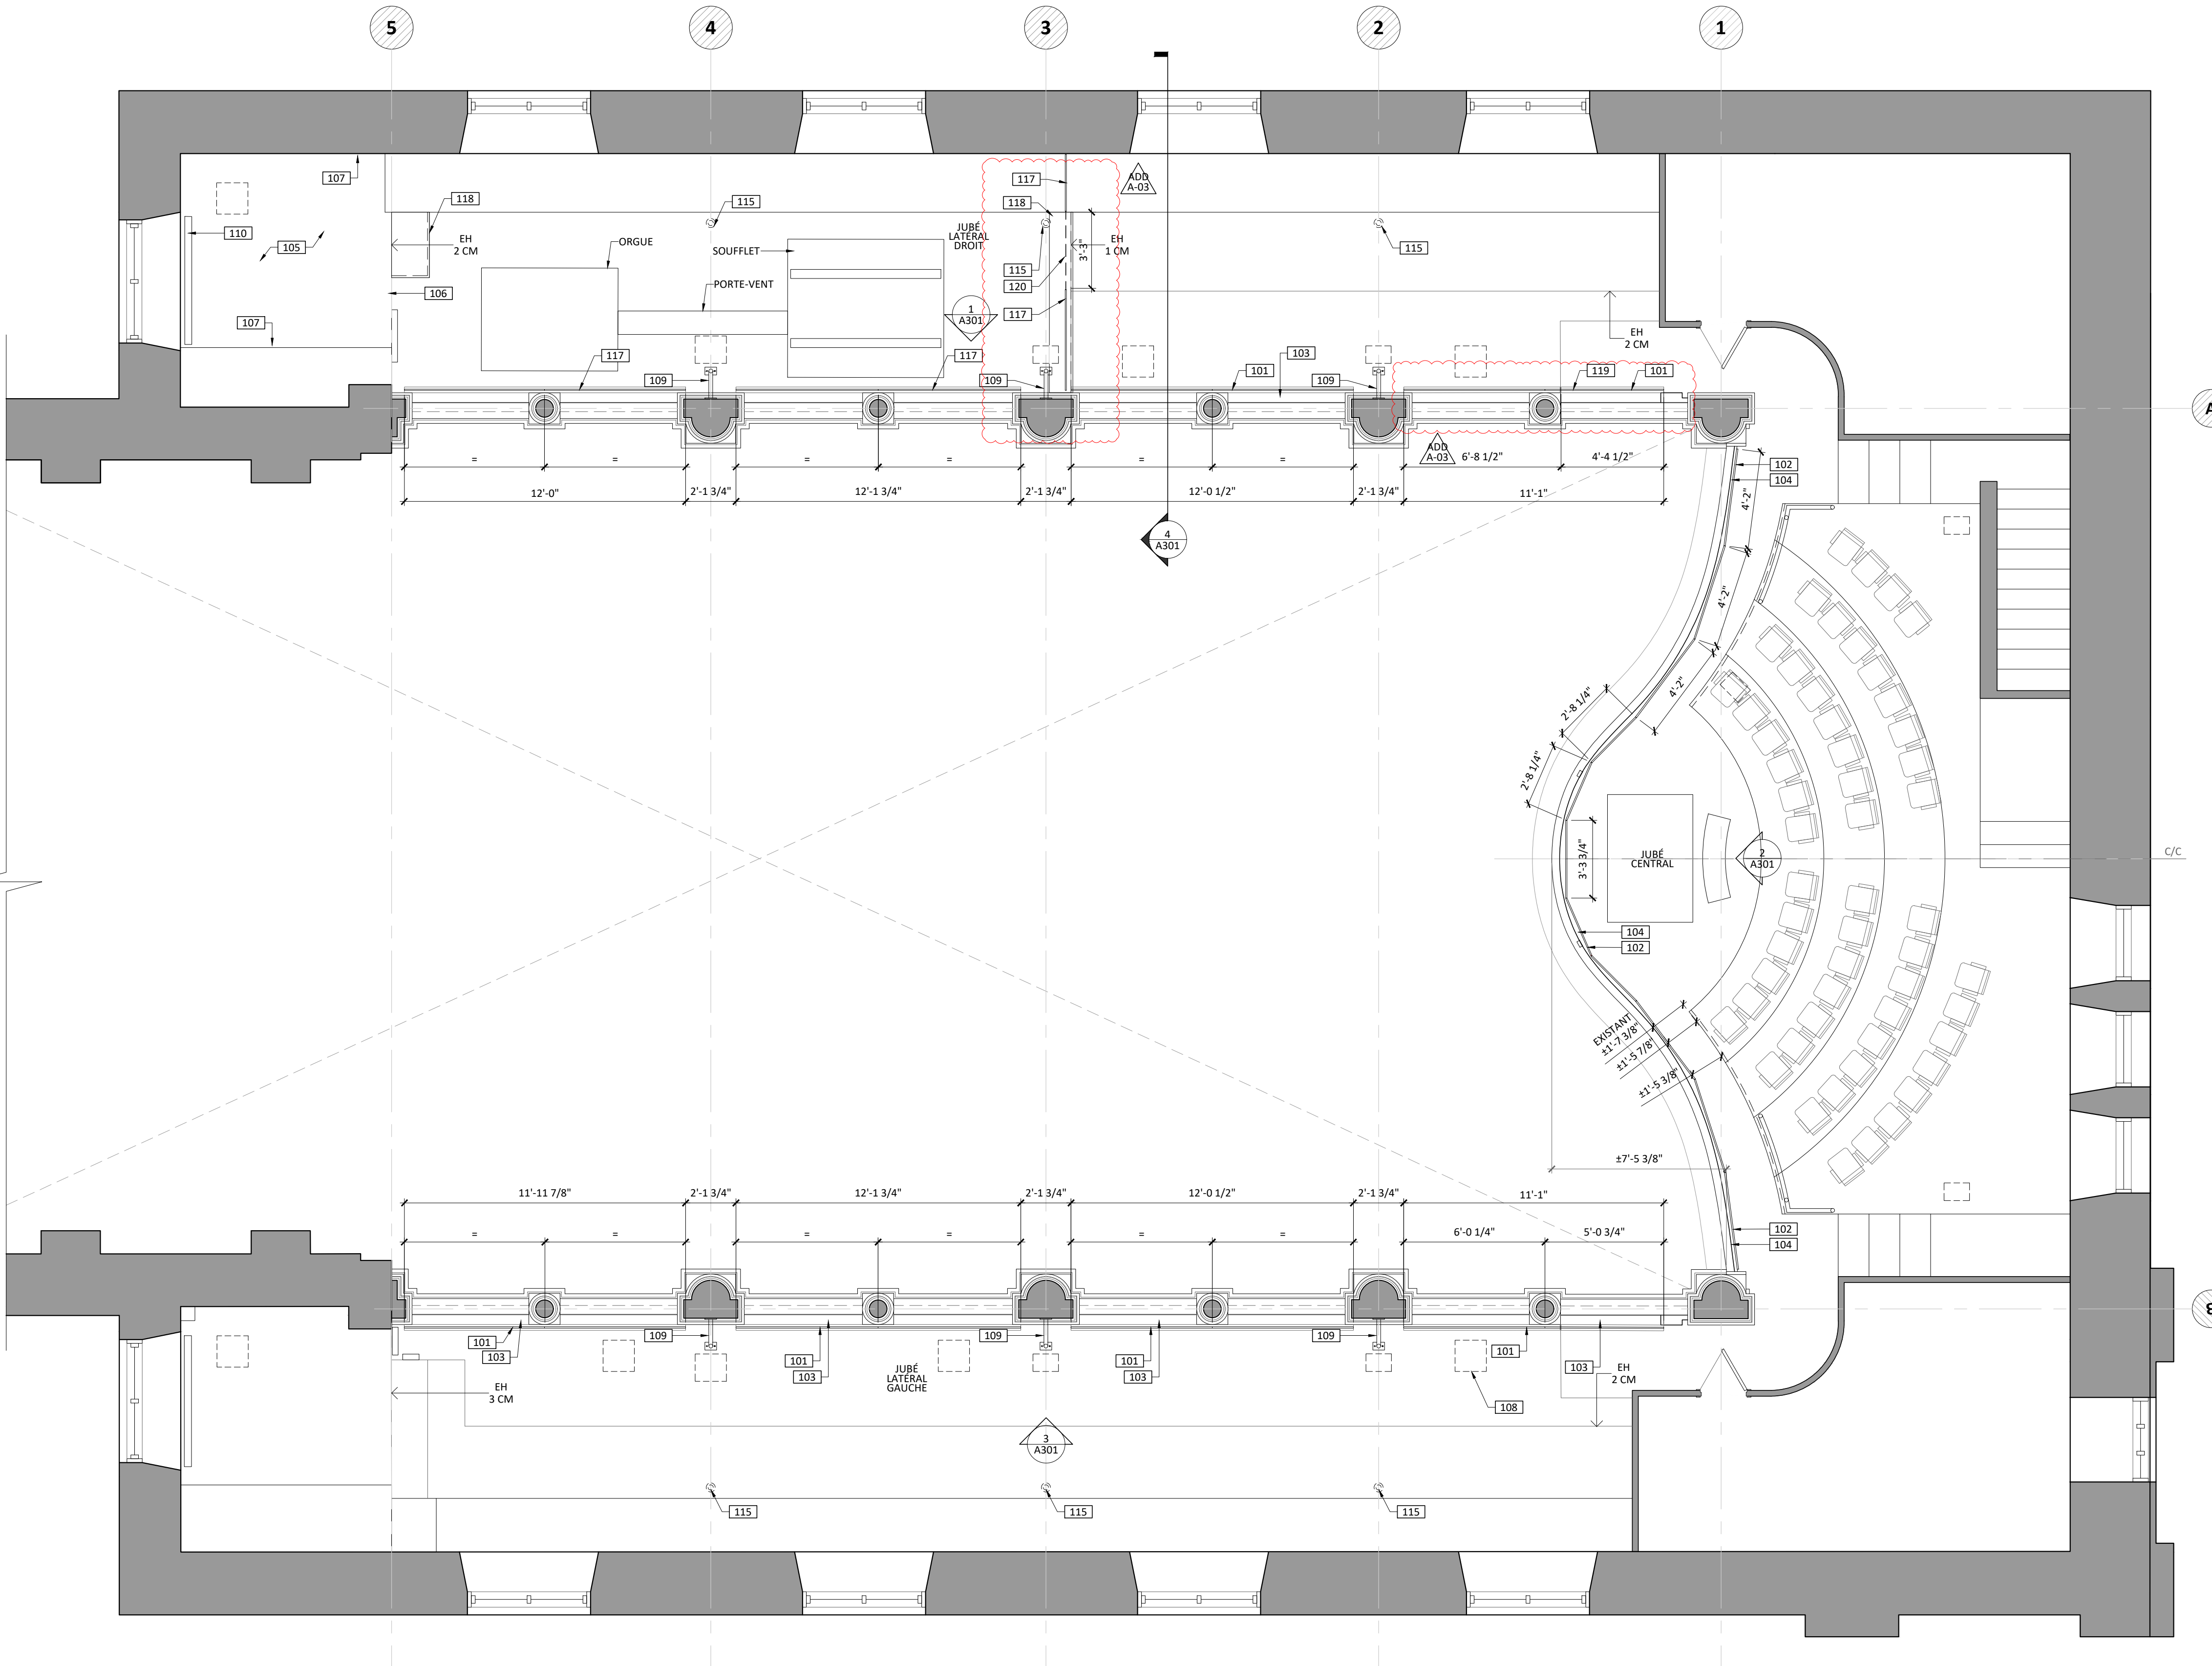 5
4
3
2
1
107
118
115
117
ADD
A-03
118
JUBÉ
LATÉRAL
DROIT
110
105
EH
2 CM
ORGUE
SOUFFLET
EH
1 CM
3'-3"
115
115
120
106
PORTE-VENT
107
1
A301
117
EH
2 CM
117
117
103
109
109
101
109
119
101
A
ADD
A-03
=
=
=
=
=
=
6'-8 1/2"
4'-4 1/2"
102
104
12'-0"
2'-1 3/4"
12'-1 3/4"
2'-1 3/4"
12'-0 1/2"
2'-1 3/4"
11'-1"
4'-2"
4
A301
4'-2"
4'-2"
2'-8 1/4"
2'-8 1/4"
3'-3 3/4"
JUBÉ
CENTRAL
2
A301
C/C
104
102
EXISTANT
±1'-7 3/8"
±1'-5 7/8"
±1'-5 3/8"
±7'-5 3/8"
11'-11 7/8"
2'-1 3/4"
12'-1 3/4"
2'-1 3/4"
12'-0 1/2"
2'-1 3/4"
11'-1"
=
=
=
=
=
=
6'-0 1/4"
5'-0 3/4"
102
104
101
103
109
109
109
101
103
101
103
101
103
JUBÉ
LATÉRAL
GAUCHE
EH
3 CM
EH
2 CM
108
3
A301
115
115
115